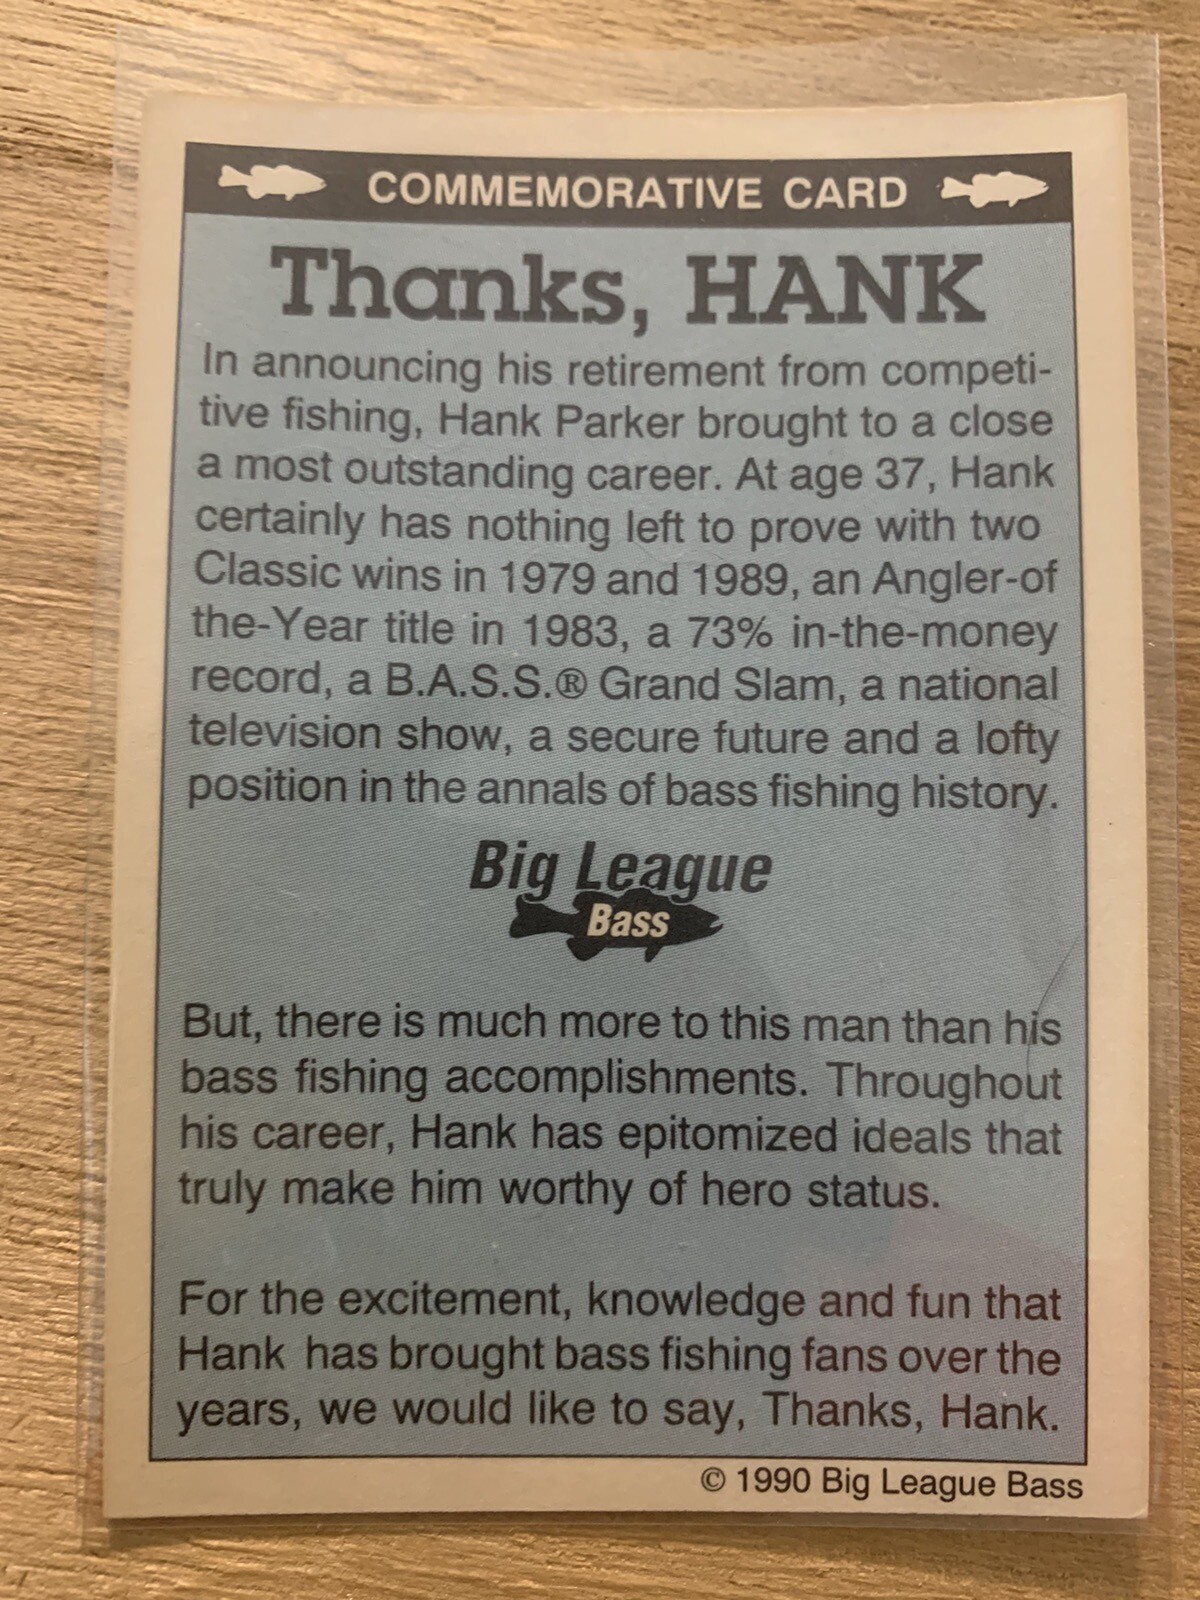 COMMEMORATIVE CARD
Thanks, HANK
In announcing his retirement from competi-
tive fishing, Hank Parker brought to a close
a most outstanding career. At age 37, Hank
certainly has nothing left to prove with two
Classic wins in 1979 and 1989, an Angler-of
the-Year title in 1983, a 73% in-the-money
record, a B.A.S.S.® Grand Slam, a national
television show, a secure future and a lofty
position in the annals of bass fishing history.
Big League
Bass
But, there is much more to this man than his
bass fishing accomplishments. Throughout
his career, Hank has epitomized ideals that
truly make him worthy of hero status.
For the excitement, knowledge and fun that
Hank has brought bass fishing fans over the
years, we would like to say, Thanks, Hank.
© 1990 Big League Bass